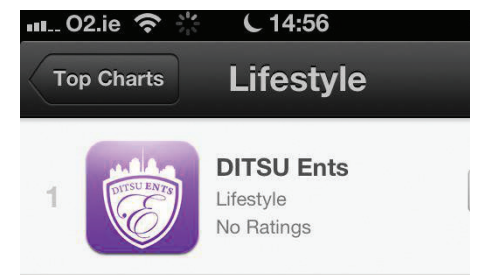 O2.ie 14:56
Top Charts Lifestyle
1
DITSU ENTS
E
DITSU Ents
Lifestyle
No Ratings